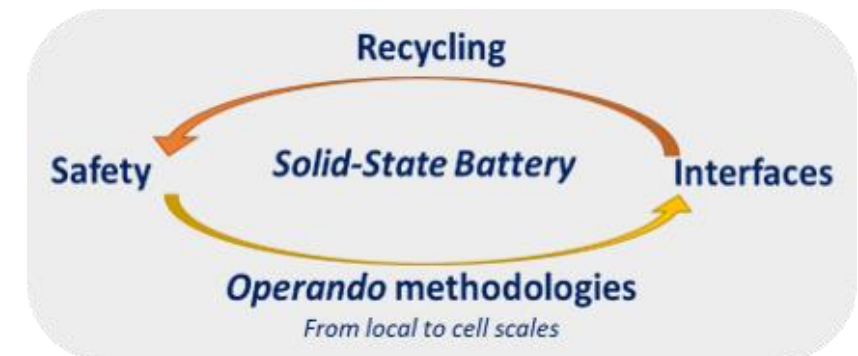 Recycling
Safety
Solid-State Battery
Interfaces
Operando methodologies
From local to cell scales